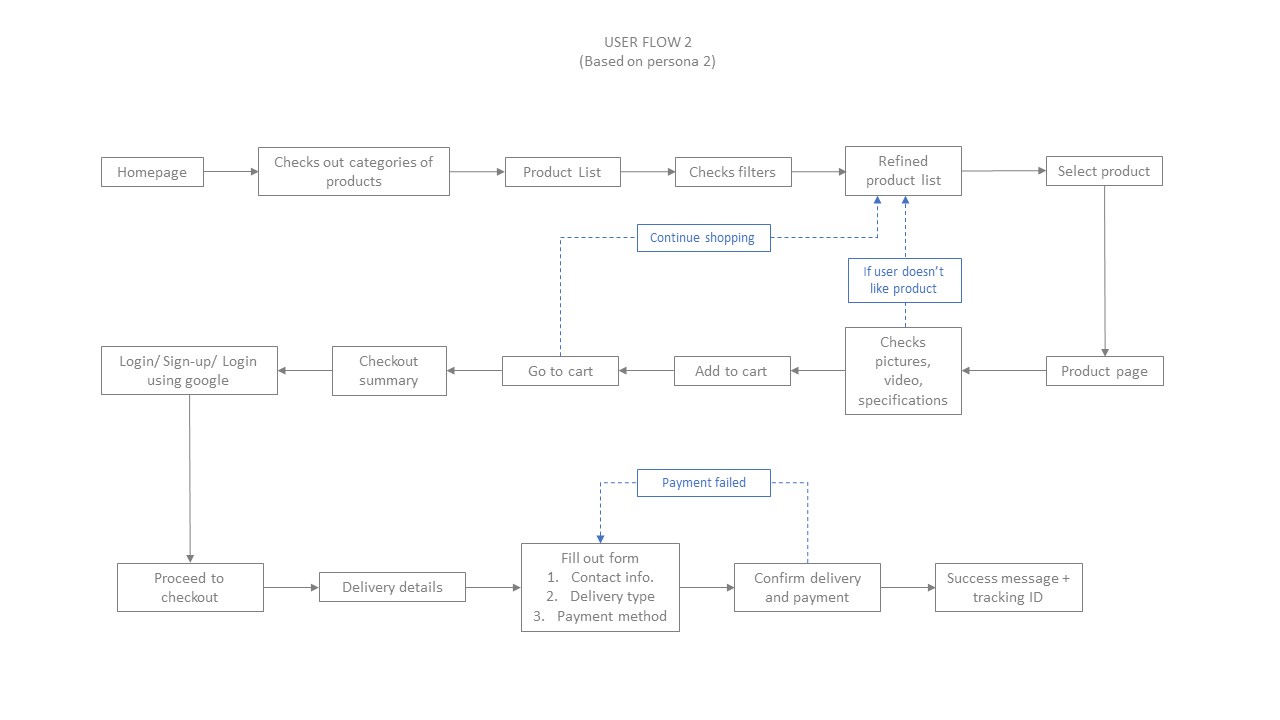 USER FLOW 2
(Based on persona 2)
Homepage
Checks out categories of
products
Product List
Checks filters
Refined
product list
Select product
Continue shopping
If user doesn't
like product
Login/ Sign-up/ Login
using google
Checkout
summary
Go to cart
Add to cart
Checks
pictures,
video,
specifications
Product page
Payment failed
Proceed to
checkout
Delivery details
Fill out form
1. Contact info.
2. Delivery type
3. Payment method
Confirm delivery
and payment
Success message +
tracking ID